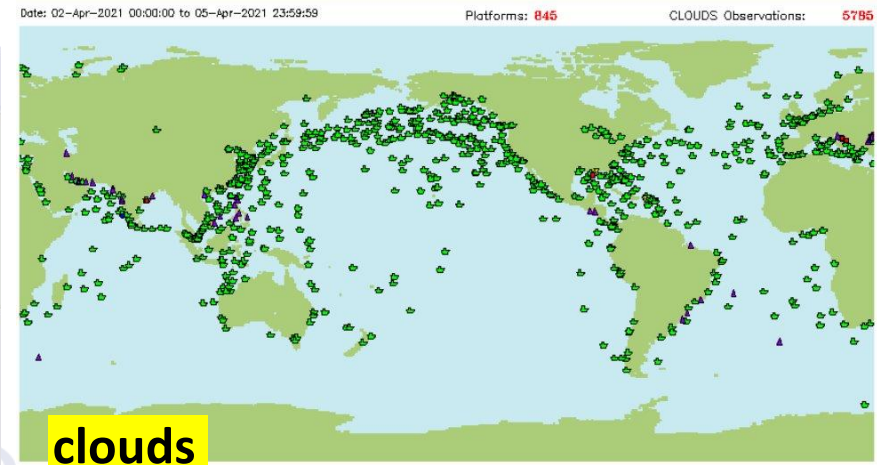 Date: 02-Apr-2021 00:00:00 to 05-Apr-2021 23:59:59 Platforms: 845 CLOUDS Observations: 5785
clouds